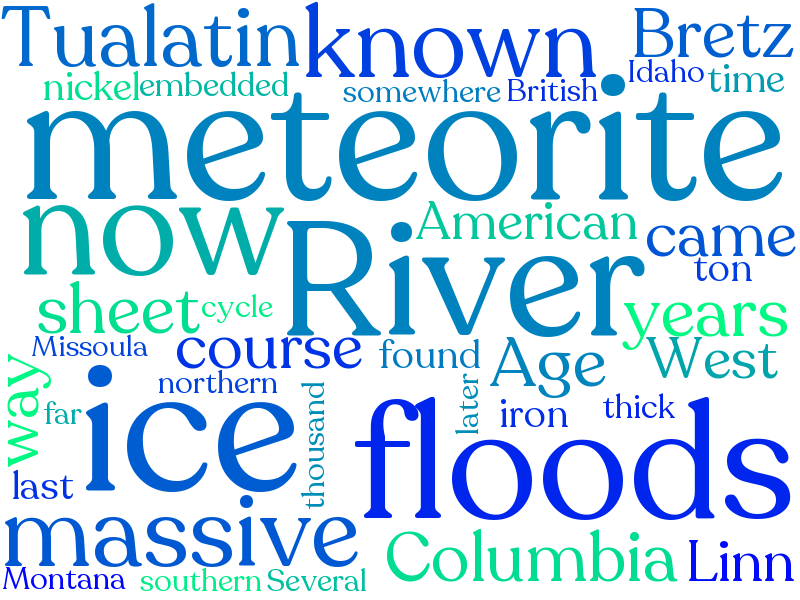 Tualatin known Bretz
nickel embedded somewhere British Idaho time
meteorite
now American came
River ton
sheet cycle years
Missoula course found Age West
way northern later
far ice thousand iron thick
last floods
massive Columbia Linn
Montana southern Several